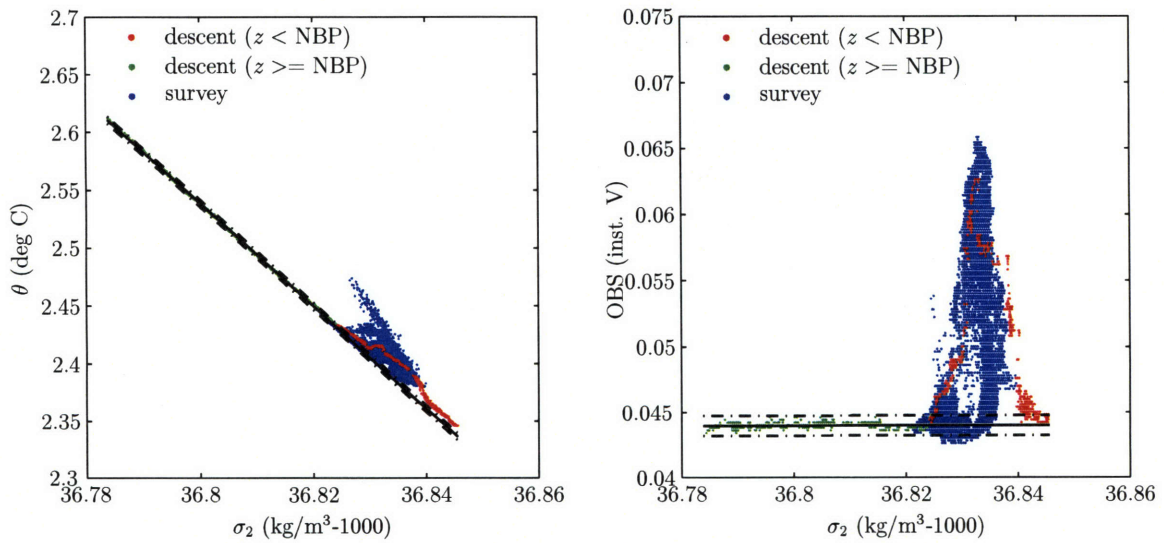 2.7
2.65
2.6
2.55
2.5
2.45
2.4
2.35
2.3
θ (deg C)
descent (z < NBP)
descent (z >= NBP)
survey
36.78
36.8
36.82
36.84
36.86
σ₂ (kg/m³-1000)
0.075
0.07
0.065
0.06
0.055
0.05
0.045
0.04
OBS (inst. V)
descent (z < NBP)
descent (z >= NBP)
survey
36.78
36.8
36.82
36.84
36.86
σ₂ (kg/m³-1000)